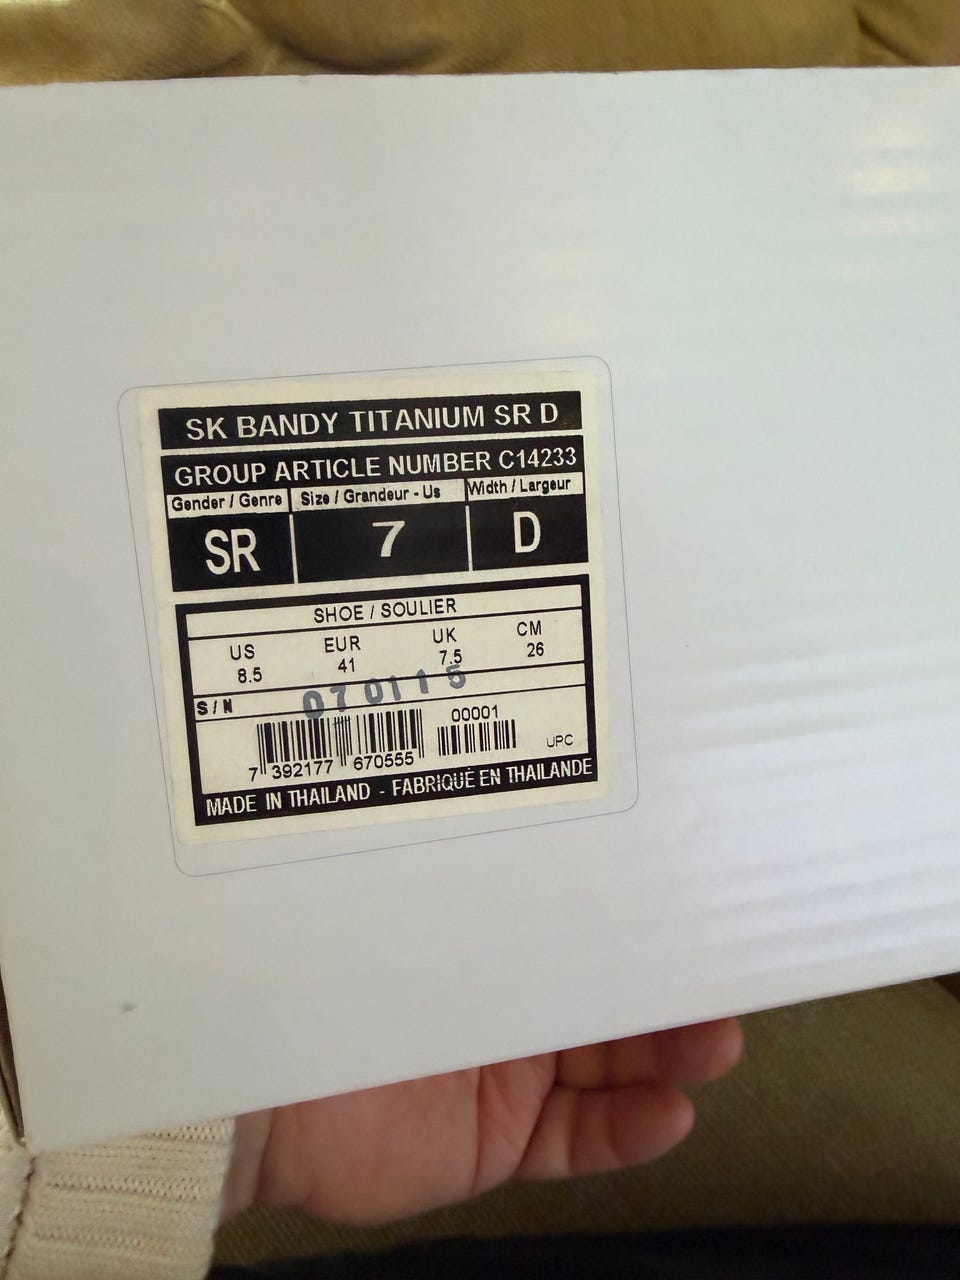 SK BANDY TITANIUM SR D
GROUP ARTICLE NUMBER C14233
Gender / Genre Size / Grandeur - Us Width / Largeur
SR 7 D
SHOE / SOULIER
US EUR UK CM
8.5 41 7.5 26
070115
S / N
00001
7 392177 670555 UPC
MADE IN THAILAND - FABRIQUÈ EN THAILANDE